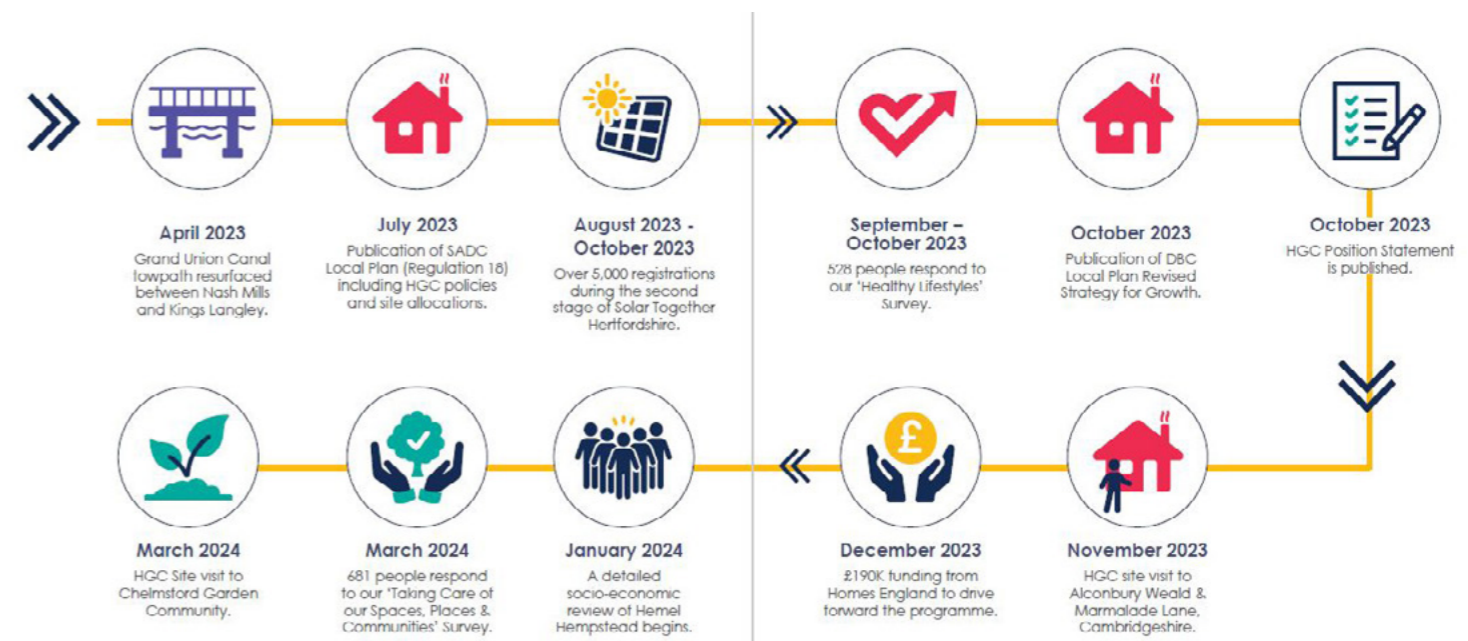 April 2023
Grand Union Canal
towpath resurfaced
between Nash Mills
and Kings Langley.
July 2023
Publication of SADC
Local Plan (Regulation 18)
including HGC policies
and site allocations.
August 2023 -
October 2023
Over 5,000 registrations
during the second
stage of Solar Together
Hertfordshire.
September –
October 2023
528 people respond to
our ‘Healthy Lifestyles’
Survey.
October 2023
Publication of DBC
Local Plan Revised
Strategy for Growth.
October 2023
HGC Position Statement
is published.
November 2023
HGC site visit to
Alconbury Weald &
Marmalade Lane,
Cambridgeshire.
£
December 2023
£190K funding from
Homes England to drive
forward the programme.
January 2024
A detailed
socio-economic
review of Hemel
Hempstead begins.
March 2024
681 people respond
to our ‘Taking Care of
our Spaces, Places &
Communities’ Survey.
March 2024
HGC Site visit to
Chelmsford Garden
Community.